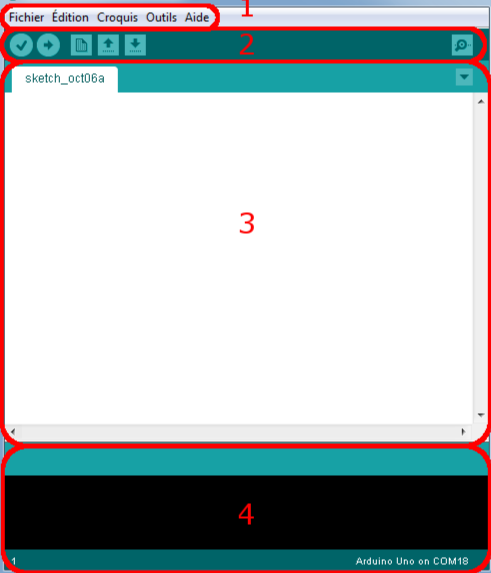 1
Fichier Édition Croquis Outils Aide
2
sketch_oct06a
3
4
1
Arduino Uno on COM18